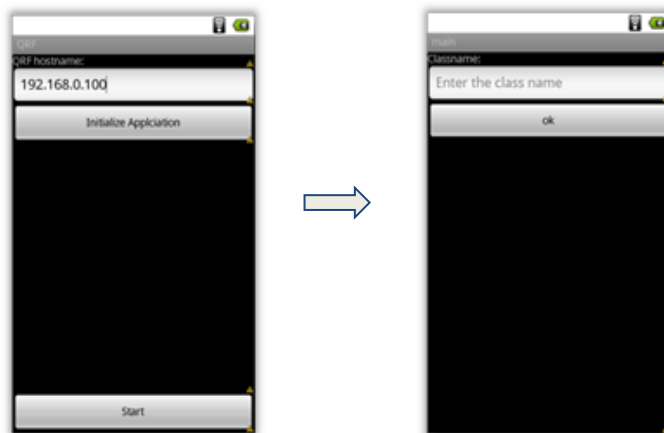 QRF
QRF hostname:
192.168.0.100
Initialize Applciation
Start
main
Classname:
Enter the class name
ok